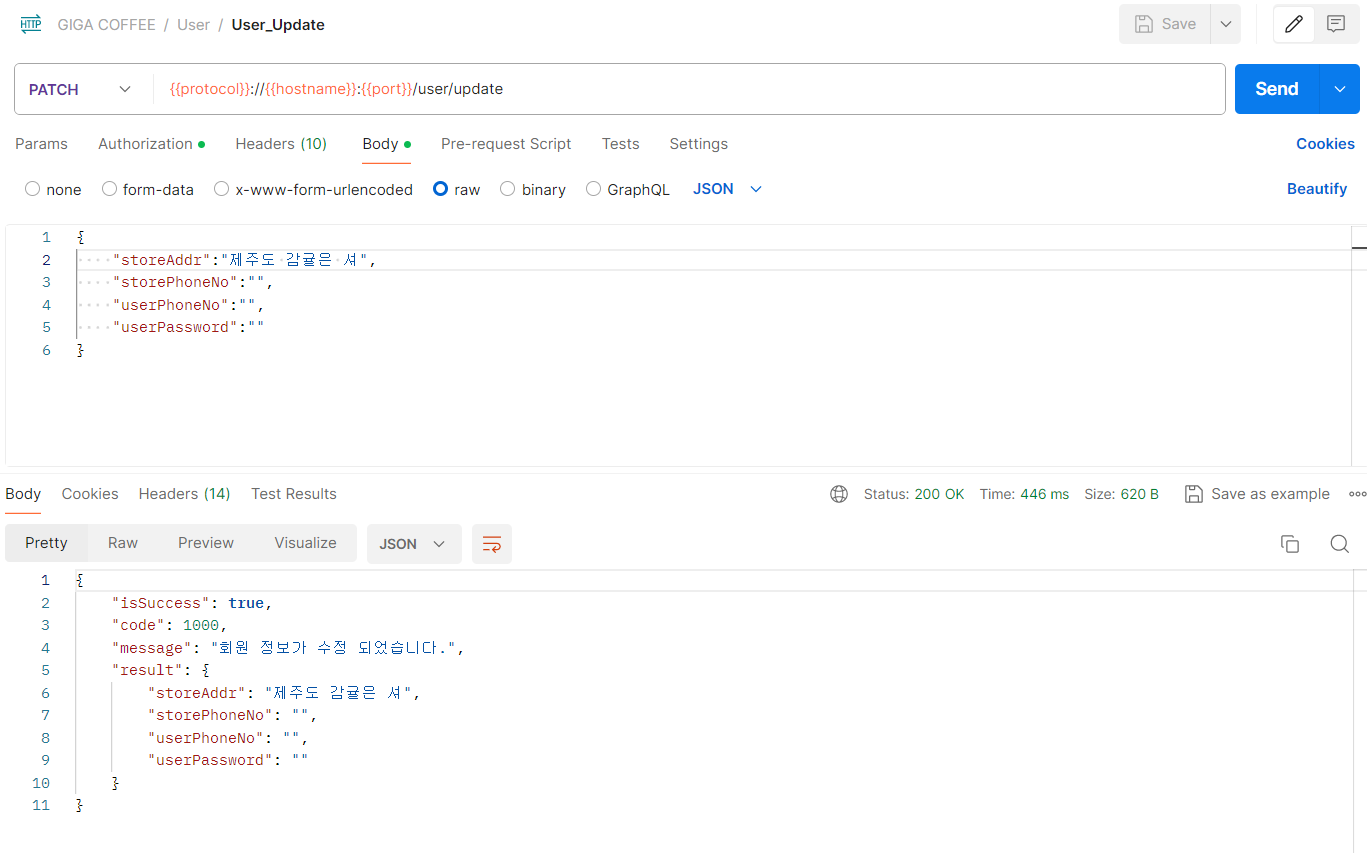 HTTP GIGA COFFEE / User / User_Update Save
PATCH {{protocol}}://{{hostname}}:{{port}}/user/update Send
Params Authorization Headers (10) Body Pre-request Script Tests Settings Cookies
none form-data x-www-form-urlencoded raw binary GraphQL JSON Beautify
1 {
2 ····"storeAddr":"제주도·감귤은·셔",
3 ····"storePhoneNo":"",
4 ····"userPhoneNo":"",
5 ····"userPassword":""
6 }
Body Cookies Headers (14) Test Results Status: 200 OK Time: 446 ms Size: 620 B Save as example
Pretty Raw Preview Visualize JSON
1 {
2 "isSuccess": true,
3 "code": 1000,
4 "message": "회원 정보가 수정 되었습니다.",
5 "result": {
6 "storeAddr": "제주도 감귤은 셔",
7 "storePhoneNo": "",
8 "userPhoneNo": "",
9 "userPassword": ""
10 }
11 }